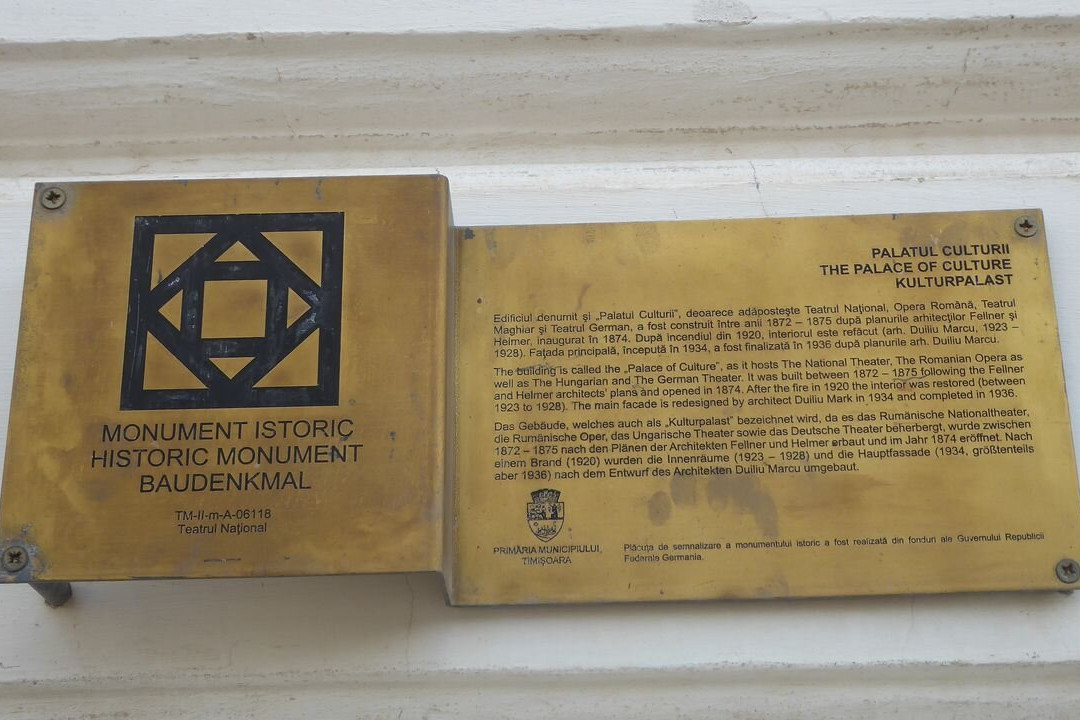 MONUMENT ISTORIC
HISTORIC MONUMENT
BAUDENKMAL
TM-II-m-A-06118
Teatrul Naţional
PALATUL CULTURII
THE PALACE OF CULTURE
KULTURPALAST
Edificiul denumit şi „Palatul Culturii”, deoarece adăposteşte Teatrul Naţional, Opera Română, Teatrul
Maghiar şi Teatrul German, a fost construit între anii 1872 – 1875 după planurile arhitecţilor Fellner şi
Helmer, inaugurat în 1874. După incendiul din 1920, interiorul este refăcut (arh. Duiliu Marcu, 1923 –
1928). Faţada principală, începută în 1934, a fost finalizată în 1936 după planurile arh. Duiliu Marcu.
The building is called the „Palace of Culture”, as it hosts The National Theater, The Romanian Opera as
well as The Hungarian and The German Theater. It was built between 1872 – 1875 following the Fellner
and Helmer architects' plans and opened in 1874. After the fire in 1920 the interior was restored (between
1923 to 1928). The main facade is redesigned by architect Duiliu Mark in 1934 and completed in 1936.
Das Gebäude, welches auch als „Kulturpalast” bezeichnet wird, da es das Rumänische Nationaltheater,
die Rumänische Oper, das Ungarische Theater sowie das Deutsche Theater beherbergt, wurde zwischen
1872 – 1875 nach den Plänen der Architekten Fellner und Helmer erbaut und im Jahr 1874 eröffnet. Nach
einem Brand (1920) wurden die Innenräume (1923 – 1928) und die Hauptfassade (1934, größtenteils
aber 1936) nach dem Entwurf des Architekten Duiliu Marcu umgebaut.
PRIMĂRIA MUNICIPIULUI
TIMIŞOARA
Plăcuţa de semnalizare a monumentului istoric a fost realizată din fonduri ale Guvernului Republicii
Federale Germania.